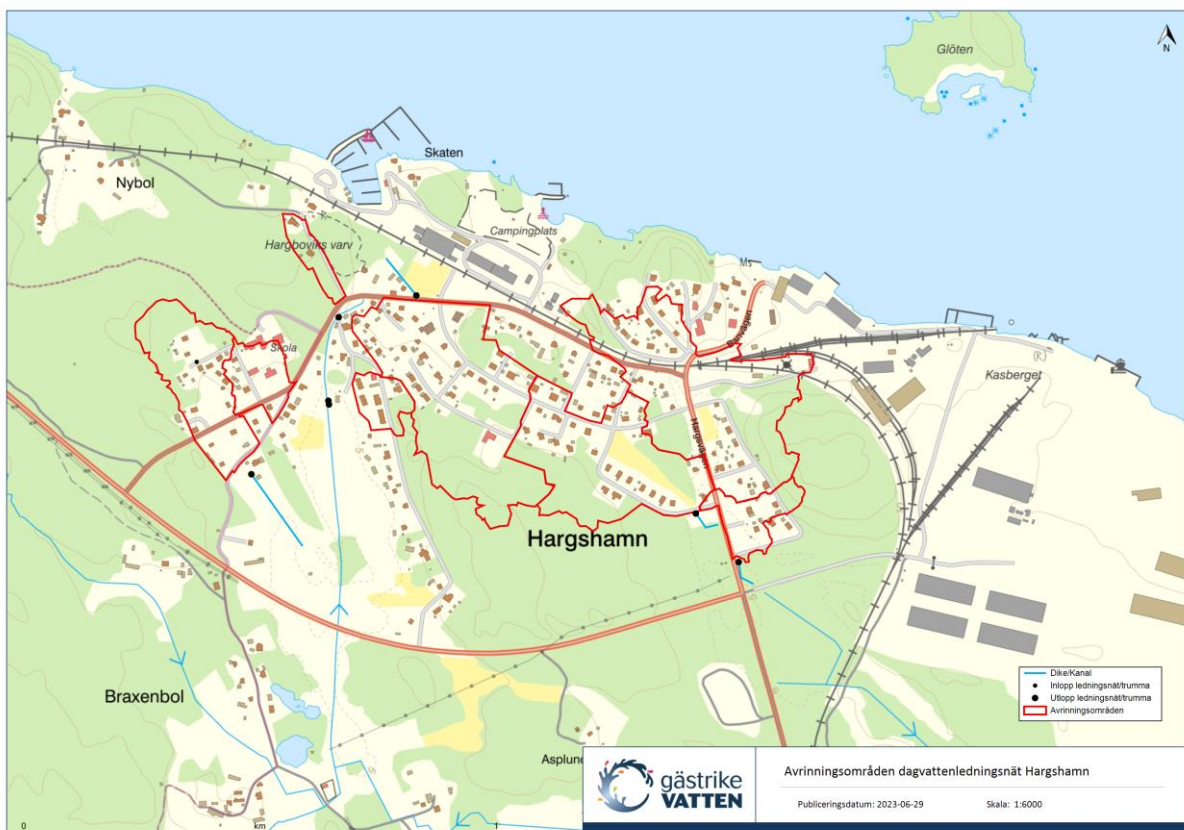 Glöten
N
Skaten
Nybol
Campingplats
Hargboviks varv
Ms
Skola
(R)
Kasberget
Hargsvägen
Hargshamn
Braxenbol
Dike/Kanal
Inlopp ledningsnät/trumma
Utlopp ledningsnät/trumma
Avrinningsområden
Asplund
gästrike
VATTEN
Avrinningsområden dagvattenledningsnät Hargshamn
Publiceringsdatum: 2023-06-29 Skala: 1:6000
0 km 1